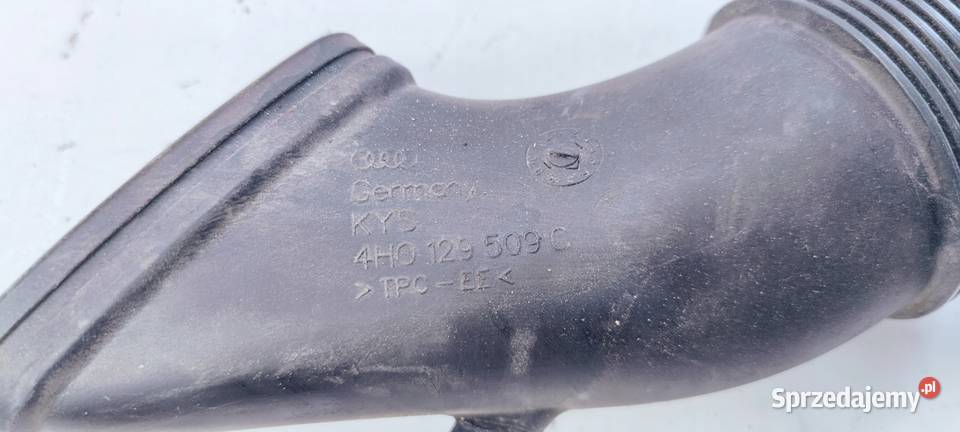 Germany
KYS
4H0 129 509 C
>TPC-EE<
Sprzedajemy.pl